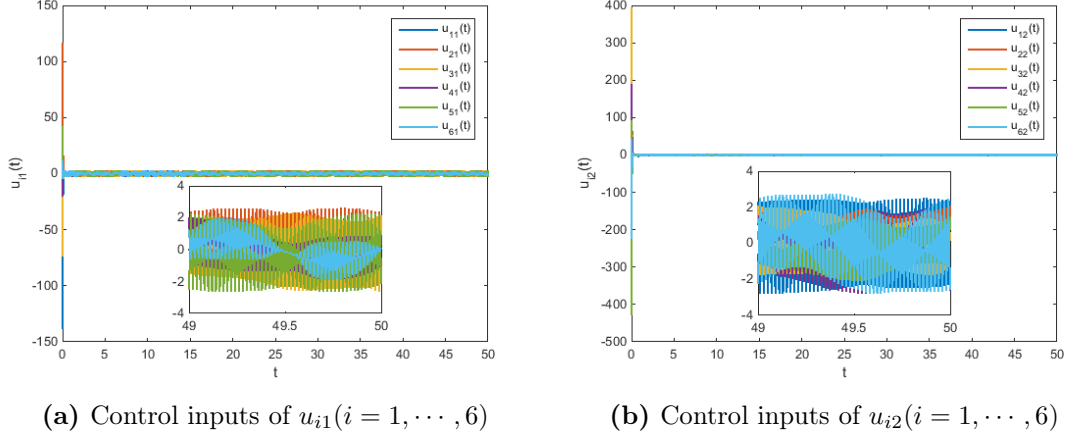 150
100
50
0
-50
-100
-150
u_{i1}(t)
0 5 10 15 20 25 30 35 40 45 50
t
u_{11}(t)
u_{21}(t)
u_{31}(t)
u_{41}(t)
u_{51}(t)
u_{61}(t)
4
2
0
-2
-4
49 49.5 50
400
300
200
100
0
-100
-200
-300
-400
-500
u_{i2}(t)
0 5 10 15 20 25 30 35 40 45 50
t
u_{12}(t)
u_{22}(t)
u_{32}(t)
u_{42}(t)
u_{52}(t)
u_{62}(t)
4
2
0
-2
-4
49 49.5 50
(a) Control inputs of u_{i1}(i = 1, ⋯ , 6)
(b) Control inputs of u_{i2}(i = 1, ⋯ , 6)